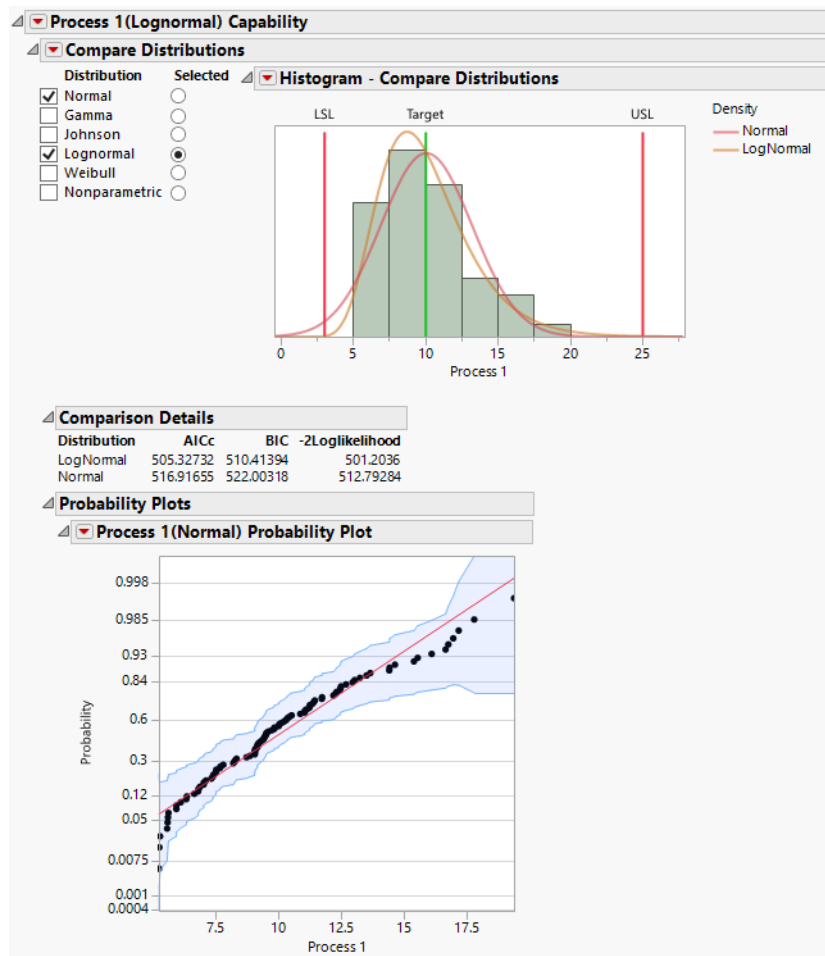 Process 1(Lognormal) Capability
Compare Distributions
Distribution Selected
Normal
Gamma
Johnson
Lognormal
Weibull
Nonparametric
Histogram - Compare Distributions
LSL Target USL
0 5 10 15 20 25
Process 1
Density
Normal
LogNormal
Comparison Details
Distribution AICc BIC -2Loglikelihood
LogNormal 505.32732 510.41394 501.2036
Normal 516.91655 522.00318 512.79284
Probability Plots
Process 1(Normal) Probability Plot
Probability
0.998
0.985
0.93
0.84
0.6
0.3
0.12
0.05
0.0075
0.001
0.0004
7.5 10 12.5 15 17.5
Process 1